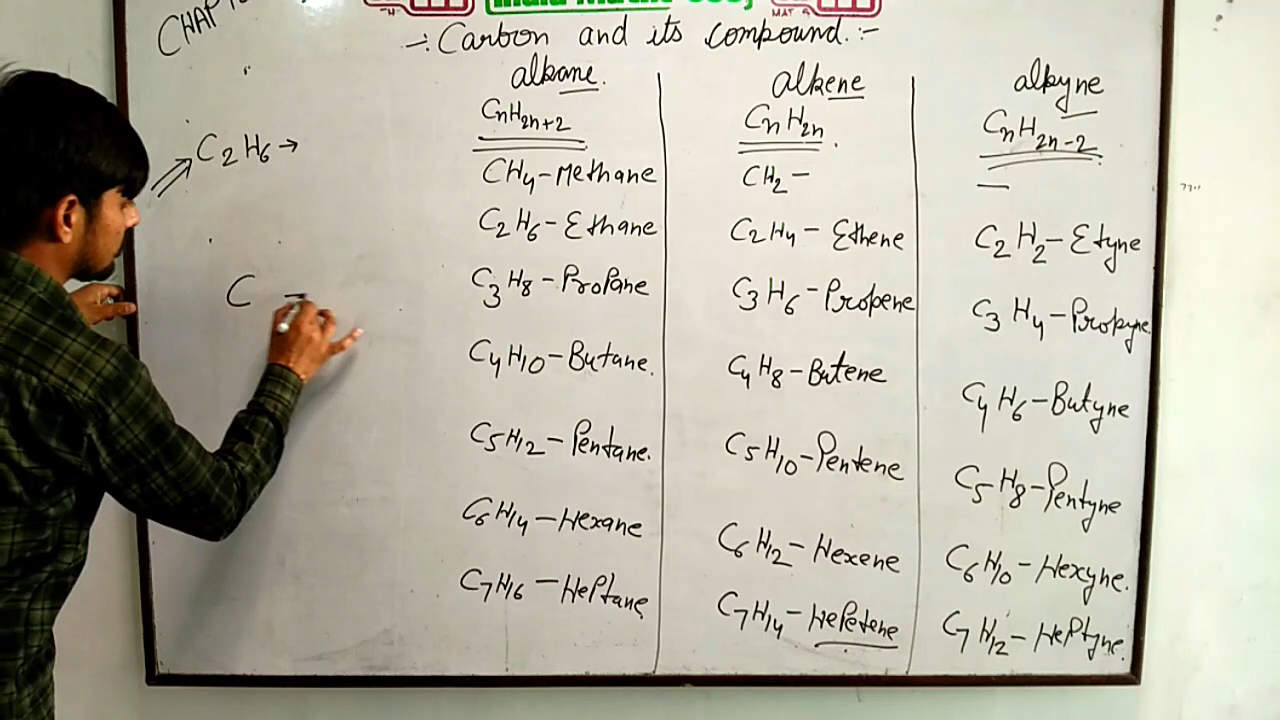 CHAP
-: Carbon and its compound. :-
C2H6 →
C -
alkane.
CnH2n+2
CH4-Methane
C2H6-Ethane
C3H8-Propane
C4H10-Butane.
C5H12-Pentane.
C6H14-Hexane
C7H16-Heptane
alkene
CnH2n.
CH2-
C2H4-Ethene
C3H6-Propene
C4H8-Butene
C5H10-Pentene
C6H12-Hexene
C7H14-HePetene
alkyne
CnH2n-2
—
C2H2-Etyne
C3H4-Propyne
C4H6-Butyne
C5H8-Pentyne
C6H10-Hexyne.
C7H12-HePtyne.